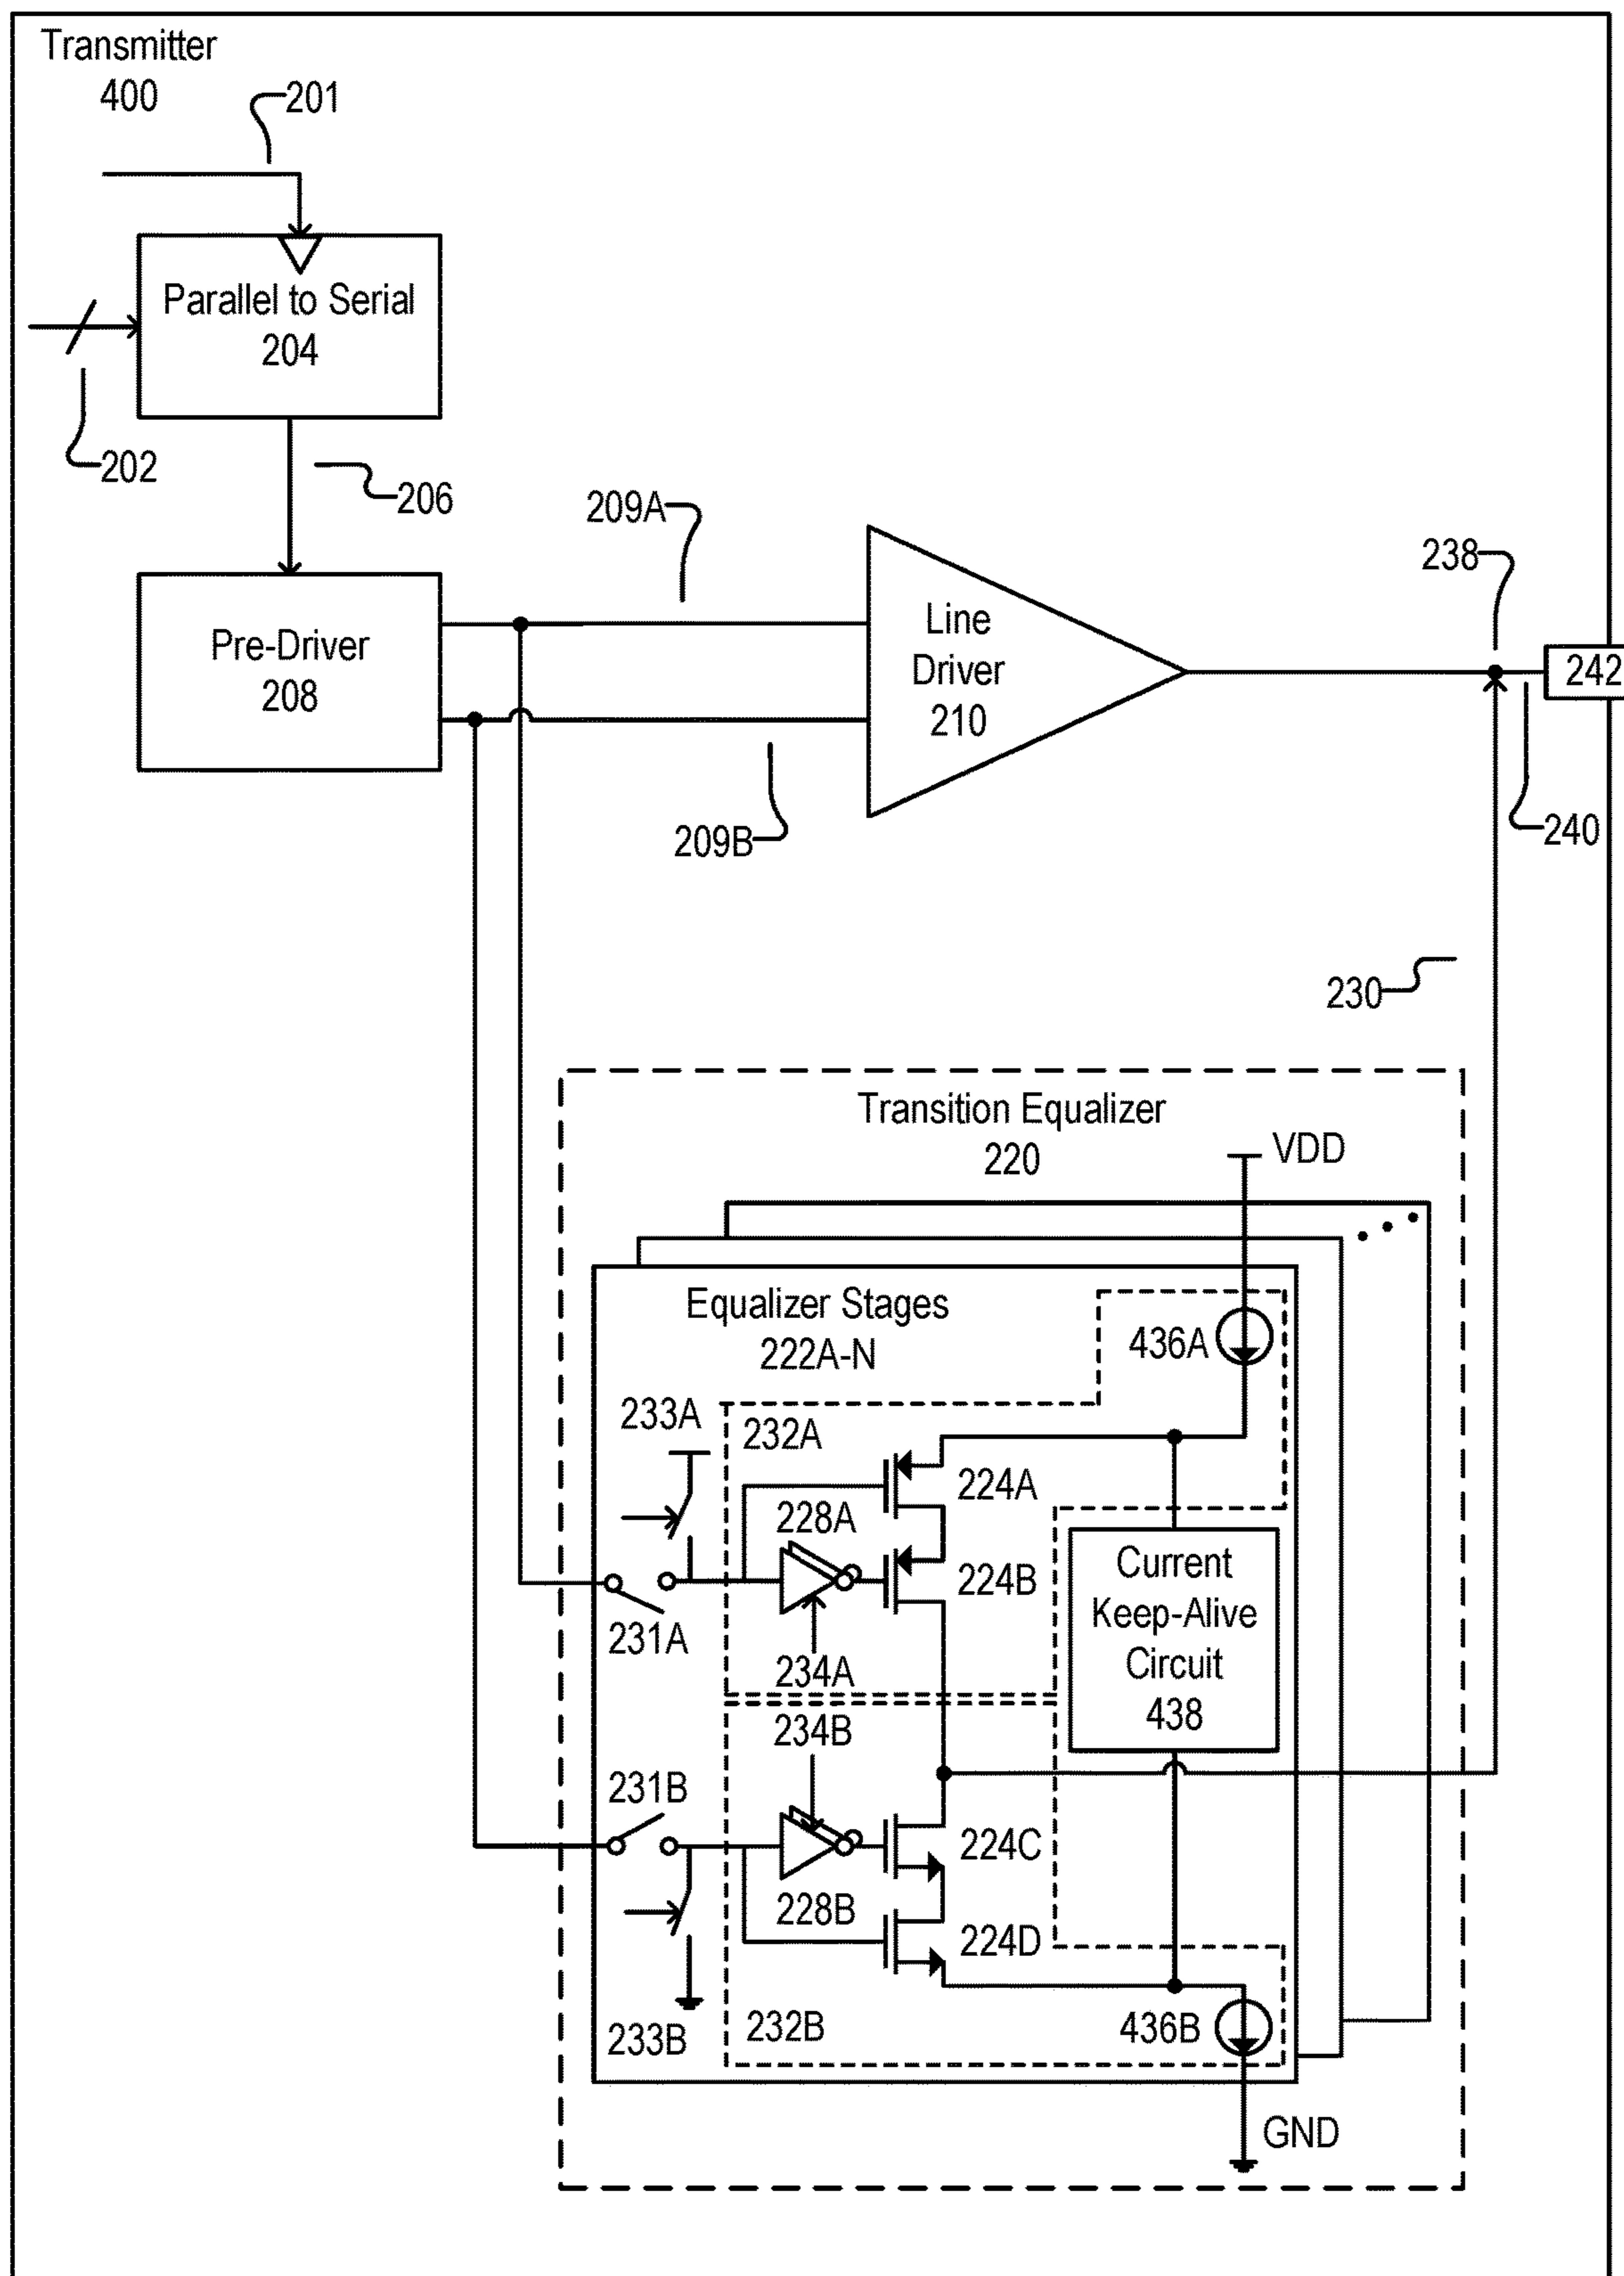 Transmitter
400
201
Parallel to Serial
204
202
206
209A
238
Line
Driver
210
Pre-Driver
208
242
209B
240
230
Transition Equalizer
220
VDD
Equalizer Stages
222A-N
436A
233A
232A
224A
228A
224B
Current
Keep-Alive
Circuit
438
231A
234A
234B
231B
224C
228B
224D
233B
232B
436B
GND